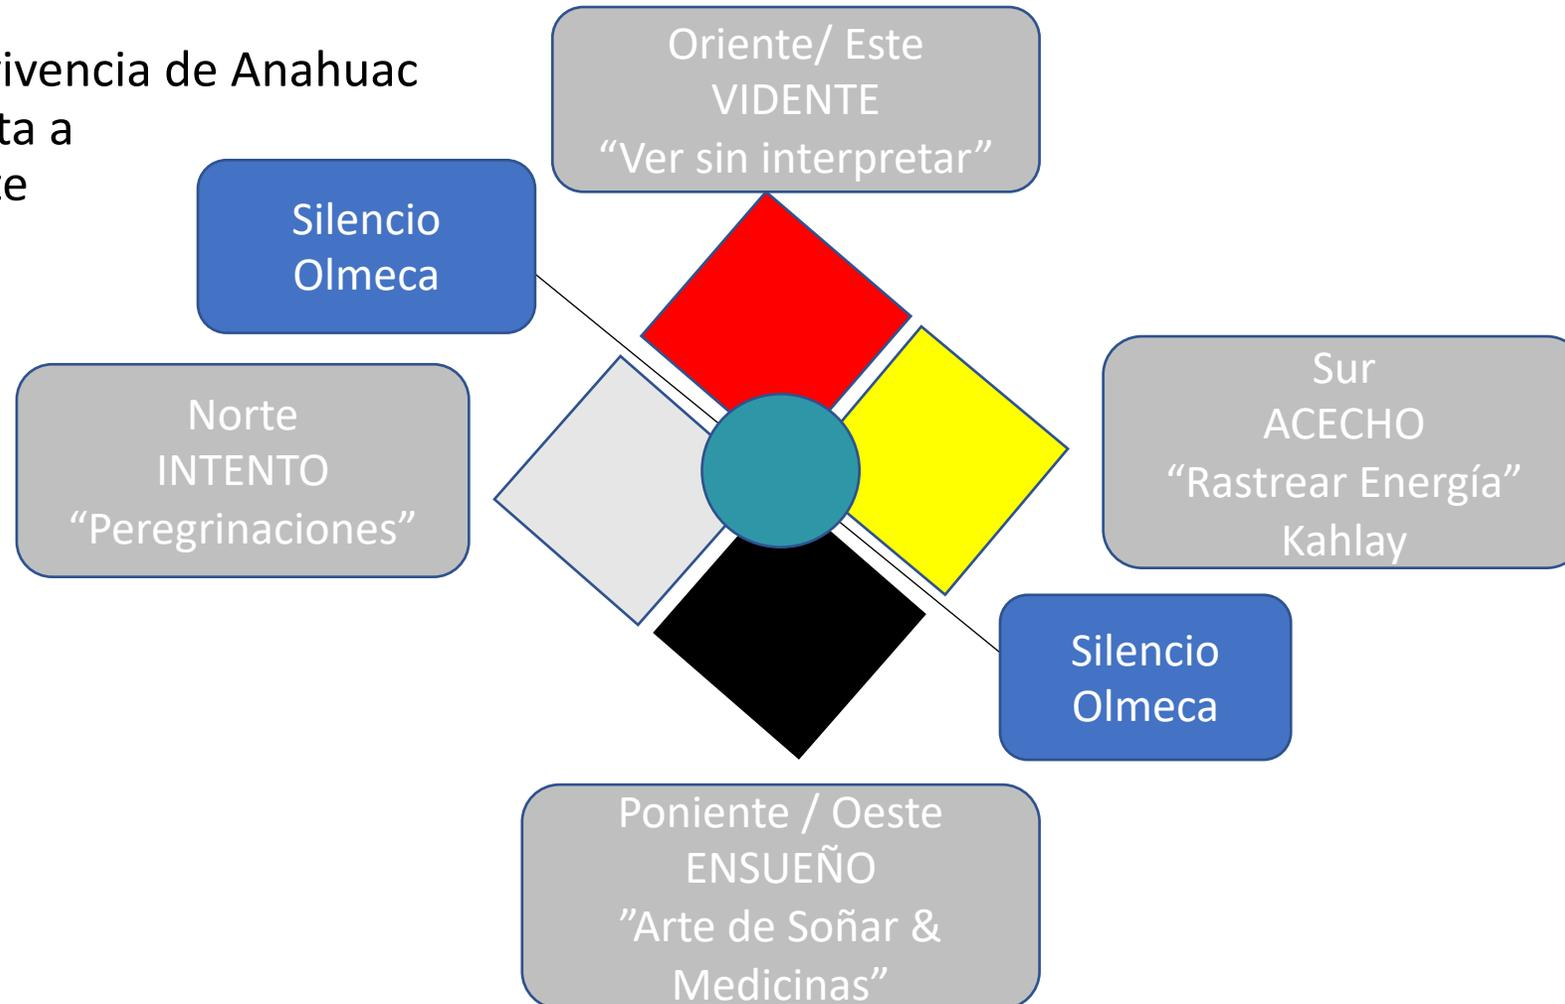 ivencia de Anahuac
ta a
Oriente/ Este
VIDENTE
“Ver sin interpretar”
Silencio
Olmeca
Norte
INTENTO
“Peregrinaciones”
Sur
ACECHO
“Rastrear Energía”
Kahlay
Silencio
Olmeca
Poniente / Oeste
ENSUEÑO
”Arte de Soñar &
Medicinas”